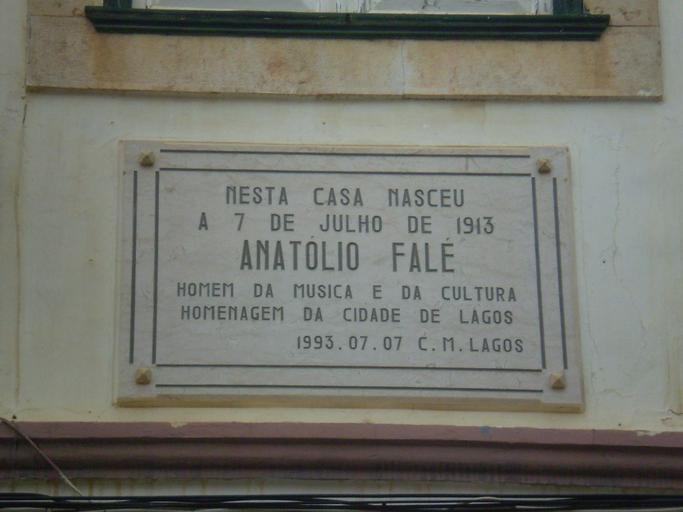 NESTA CASA NASCEU
A 7 DE JULHO DE 1913
ANATÓLIO FALÉ
HOMEM DA MUSICA E DA CULTURA
HOMENAGEM DA CIDADE DE LAGOS
1993.07.07 C.M.LAGOS